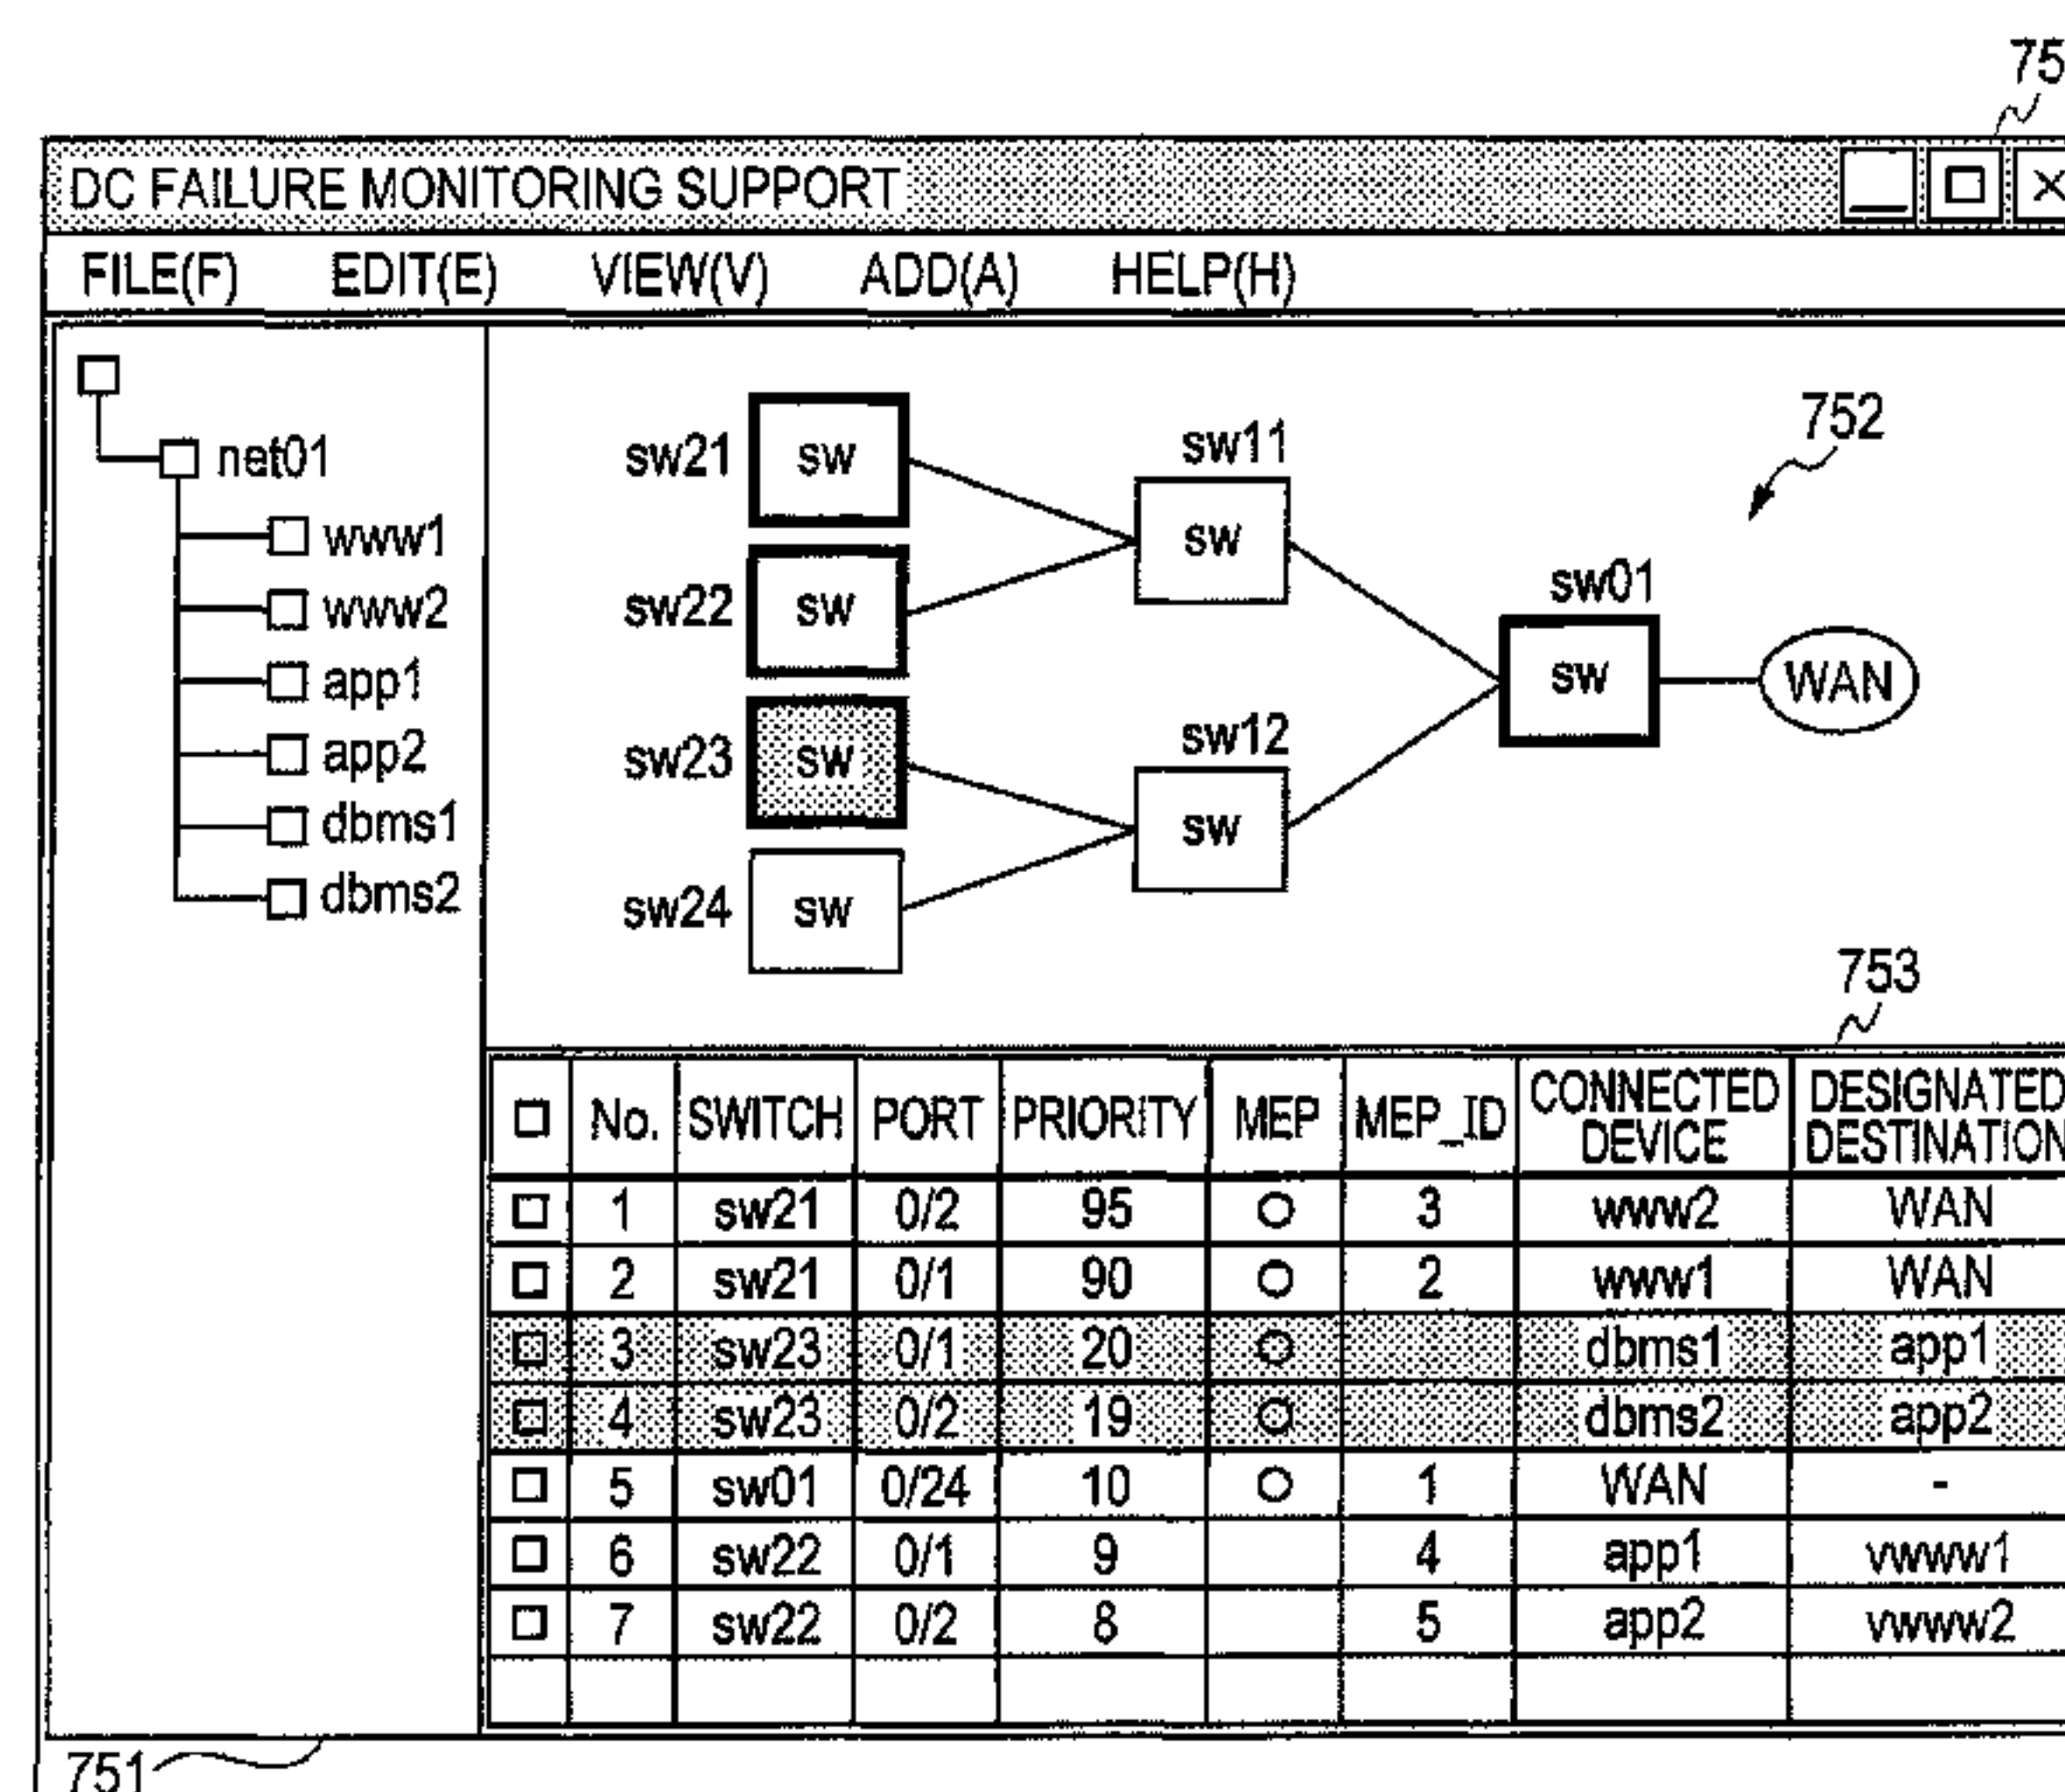 75
DC FAILURE MONITORING SUPPORT
FILE(F) EDIT(E) VIEW(V) ADD(A) HELP(H)
net01
www1
www2
app1
app2
dbms1
dbms2
752
sw21 sw
sw11
sw
sw22 sw
sw01
sw
WAN
sw23 sw
sw12
sw
sw24 sw
753
No. SWITCH PORT PRIORITY MEP MEP_ID CONNECTED DEVICE DESIGNATED DESTINATION
1 sw21 0/2 95 ○ 3 www2 WAN
2 sw21 0/1 90 ○ 2 www1 WAN
3 sw23 0/1 20 ○ dbms1 app1
4 sw23 0/2 19 ○ dbms2 app2
5 sw01 0/24 10 ○ 1 WAN -
6 sw22 0/1 9 4 app1 vwww1
7 sw22 0/2 8 5 app2 vwww2
751